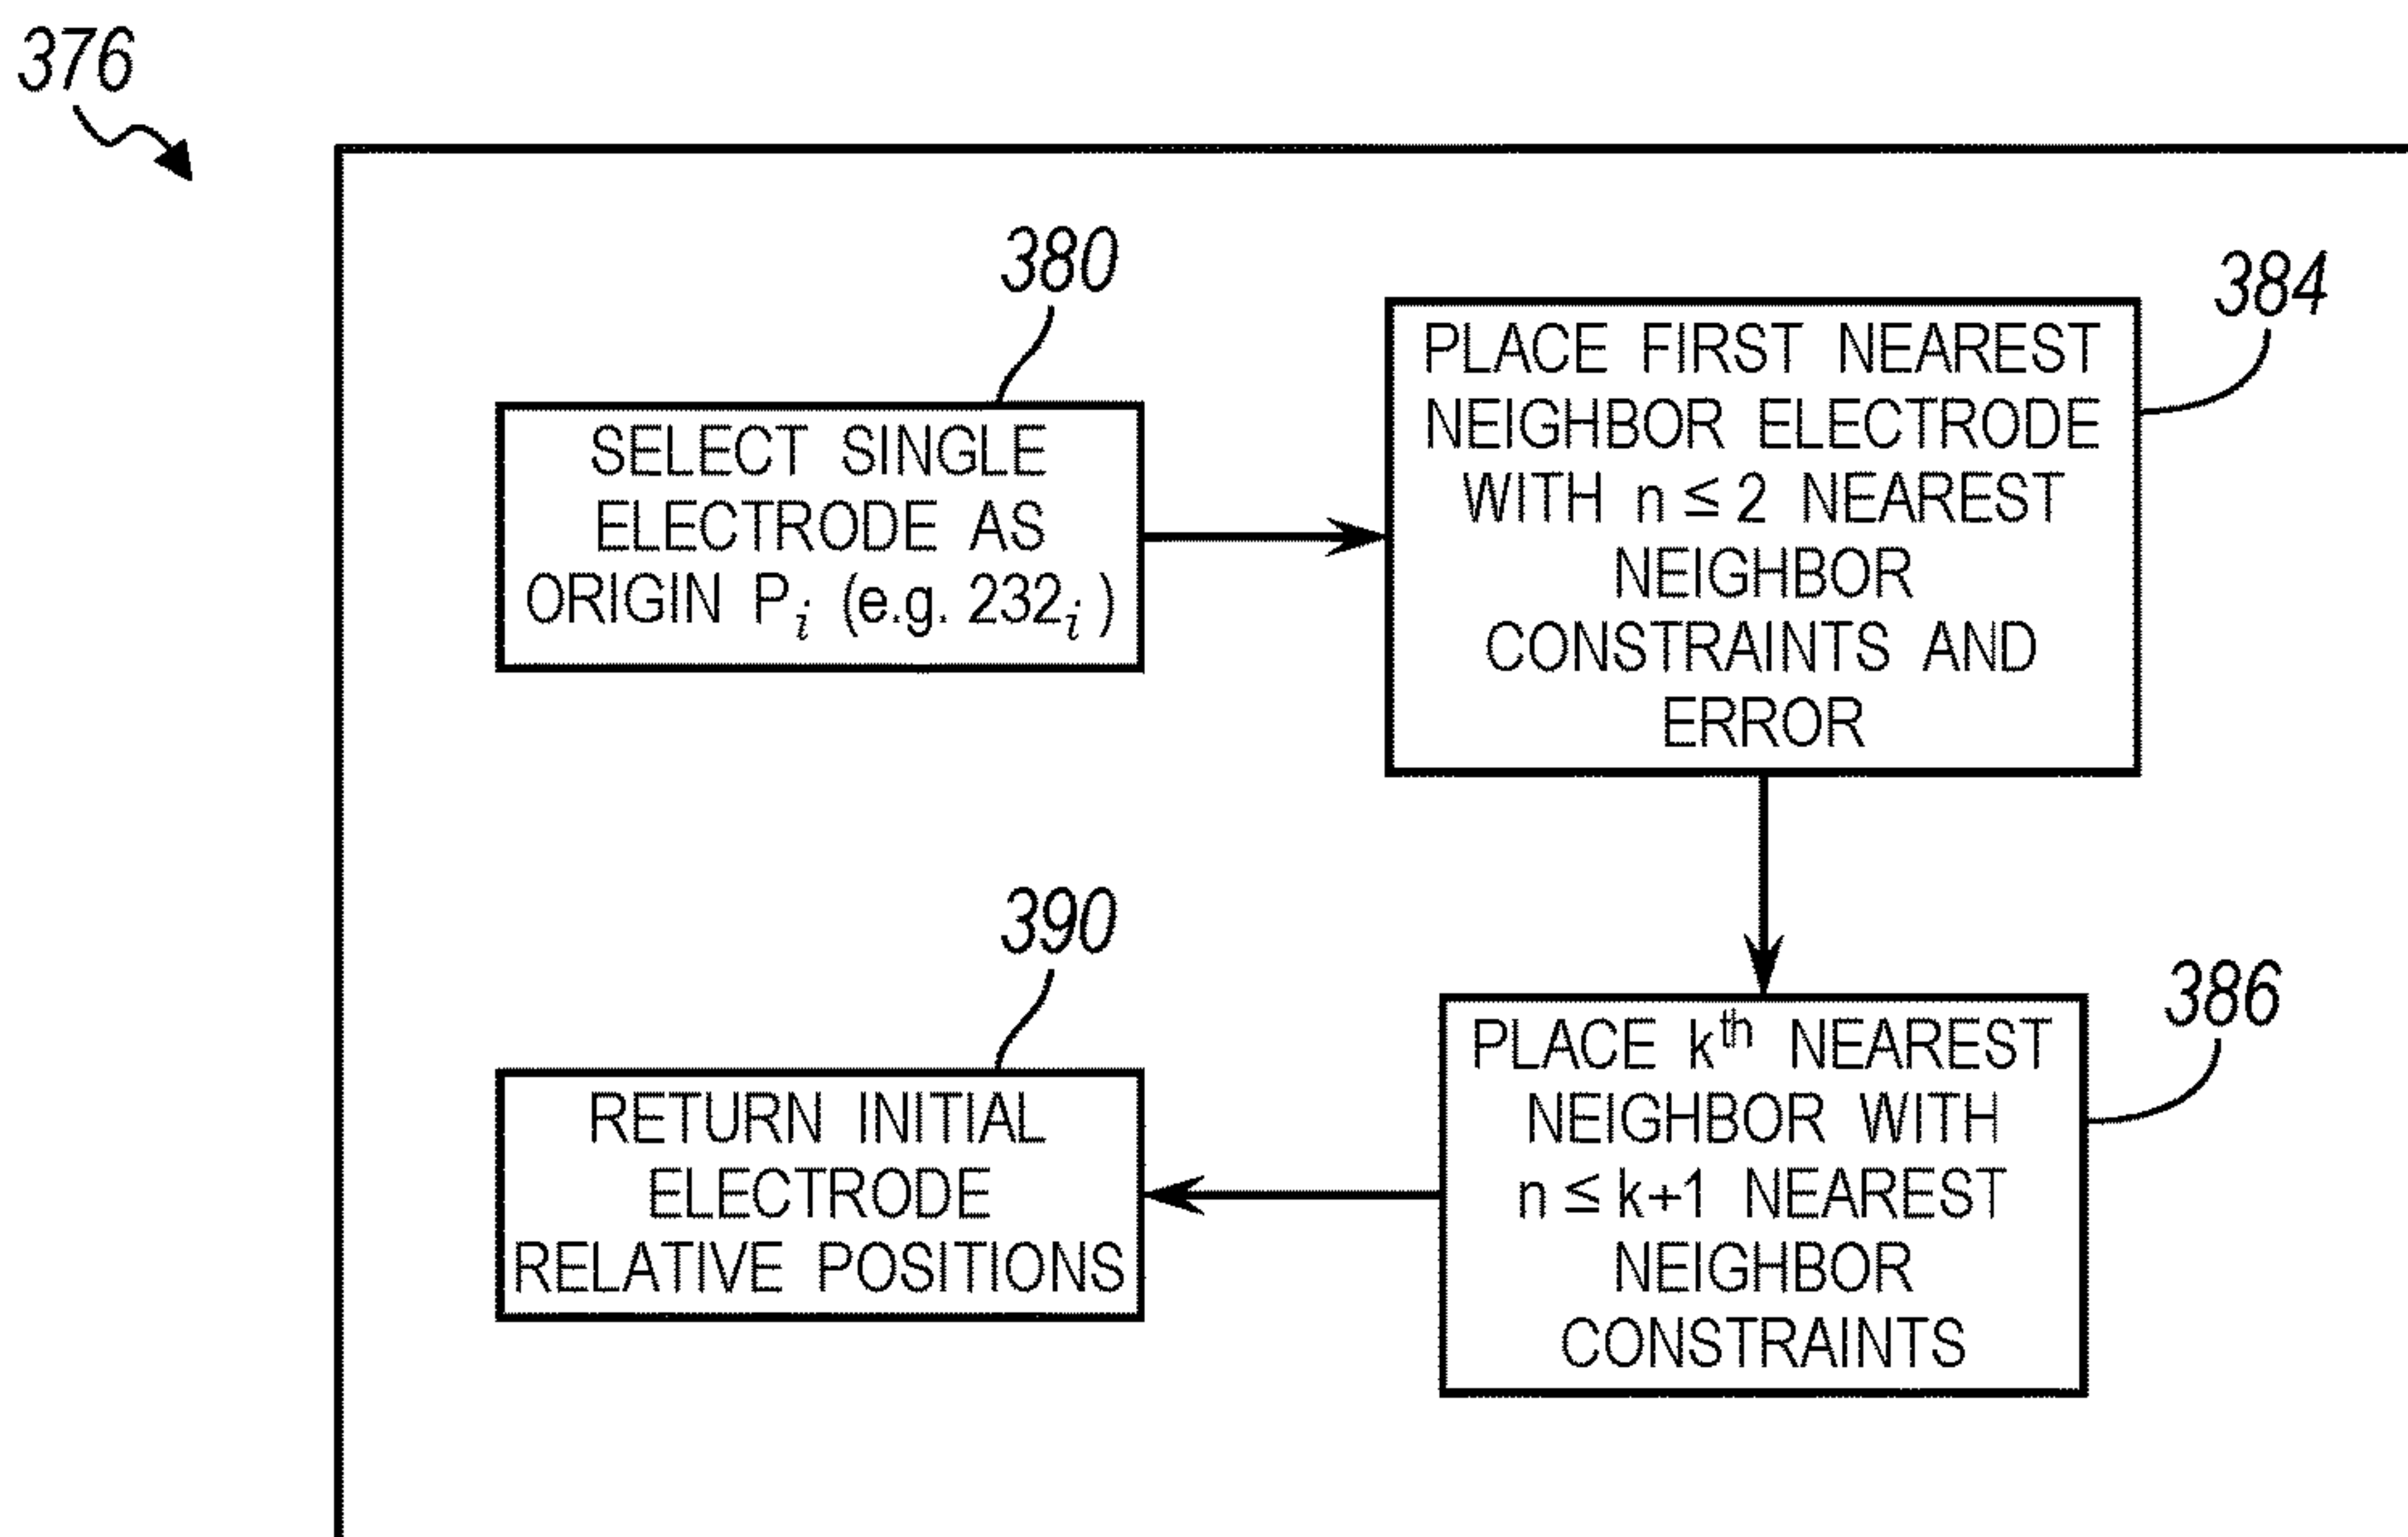 376
380
SELECT SINGLE
ELECTRODE AS
ORIGIN Pᵢ (e.g. 232ᵢ)
384
PLACE FIRST NEAREST
NEIGHBOR ELECTRODE
WITH n ≤ 2 NEAREST
NEIGHBOR
CONSTRAINTS AND
ERROR
386
PLACE kᵗʰ NEAREST
NEIGHBOR WITH
n ≤ k+1 NEAREST
NEIGHBOR
CONSTRAINTS
390
RETURN INITIAL
ELECTRODE
RELATIVE POSITIONS